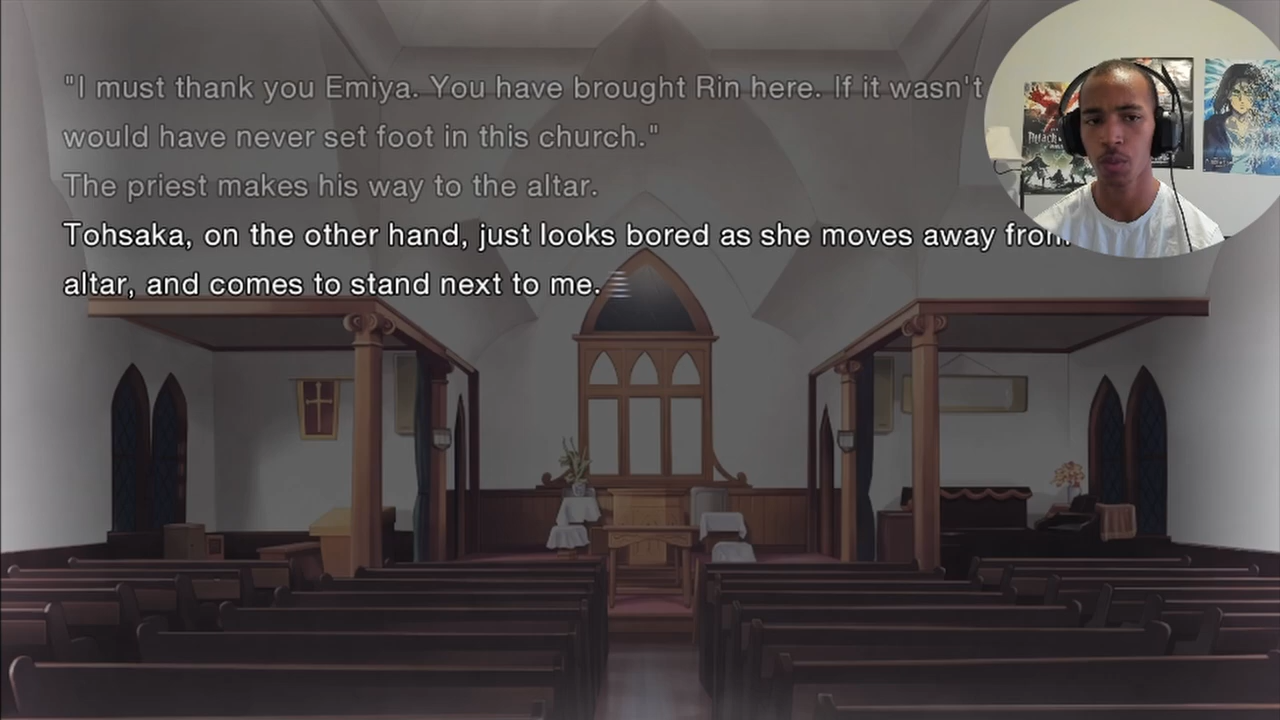 "I must thank you Emiya. You have brought Rin here. If it wasn't
would have never set foot in this church."
The priest makes his way to the altar.
Tohsaka, on the other hand, just looks bored as she moves away from
altar, and comes to stand next to me.